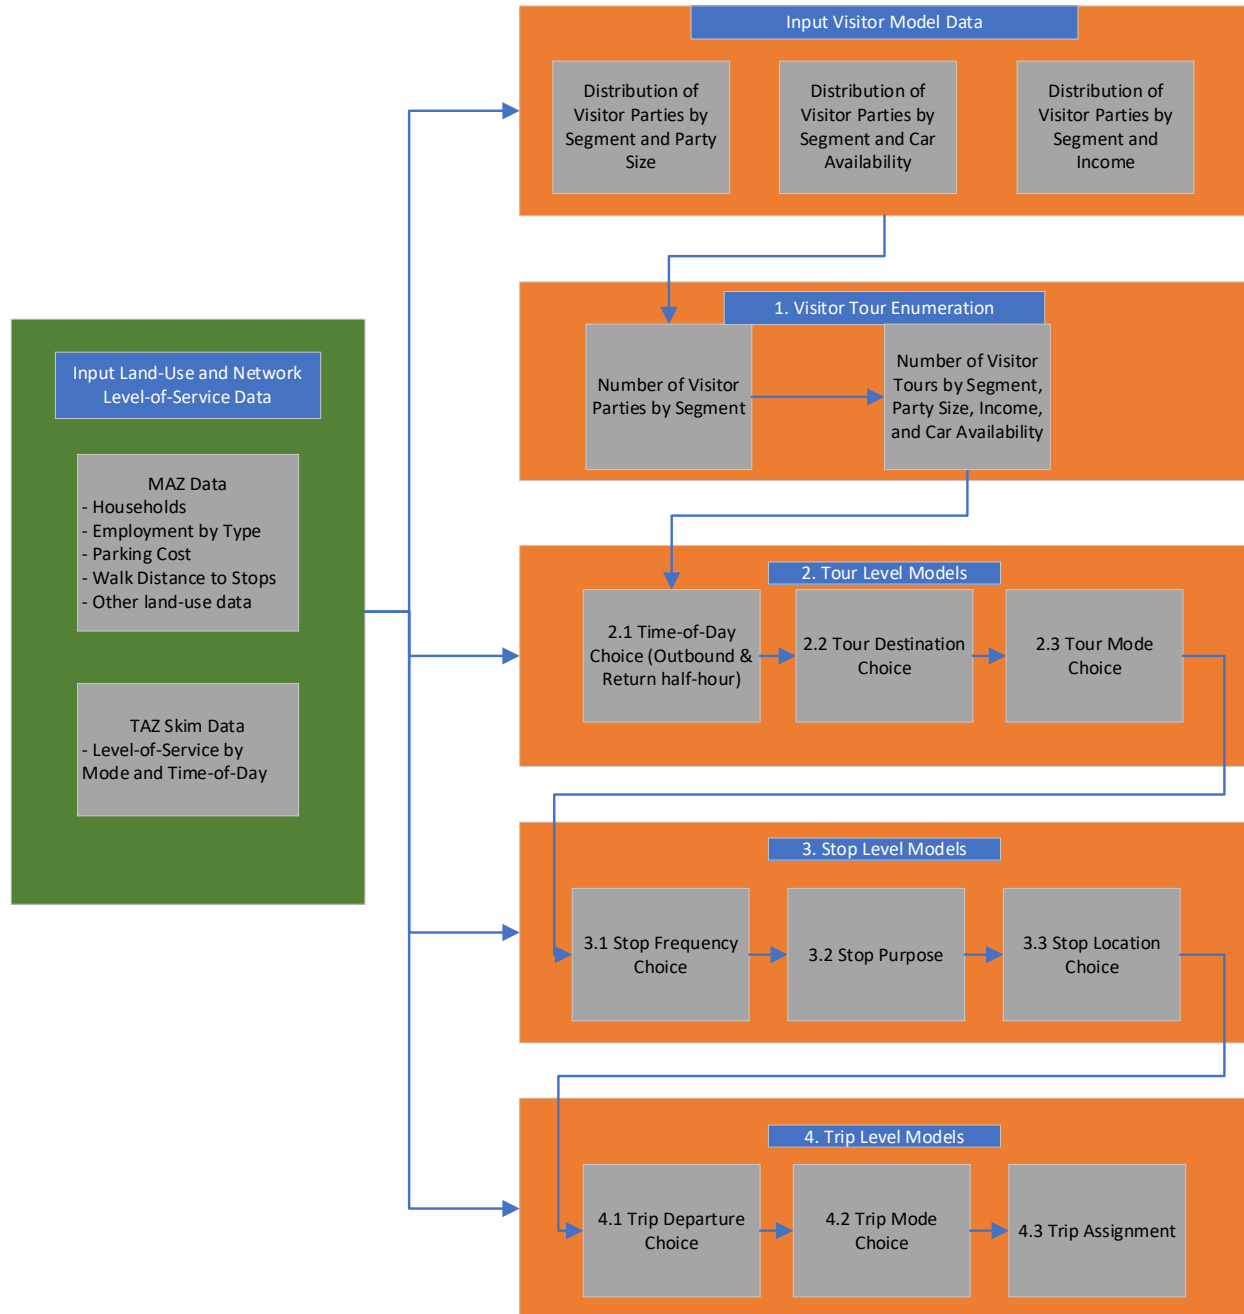 Input Visitor Model Data
Distribution of
Visitor Parties by
Segment and Party
Size
Distribution of
Visitor Parties by
Segment and Car
Availability
Distribution of
Visitor Parties by
Segment and
Income
1. Visitor Tour Enumeration
Number of Visitor
Parties by Segment
Number of Visitor
Tours by Segment,
Party Size, Income,
and Car Availability
Input Land-Use and Network
Level-of-Service Data
MAZ Data
- Households
- Employment by Type
- Parking Cost
- Walk Distance to Stops
- Other land-use data
TAZ Skim Data
- Level-of-Service by
Mode and Time-of-Day
2. Tour Level Models
2.1 Time-of-Day
Choice (Outbound &
Return half-hour)
2.2 Tour Destination
Choice
2.3 Tour Mode
Choice
3. Stop Level Models
3.1 Stop Frequency
Choice
3.2 Stop Purpose
3.3 Stop Location
Choice
4. Trip Level Models
4.1 Trip Departure
Choice
4.2 Trip Mode
Choice
4.3 Trip Assignment